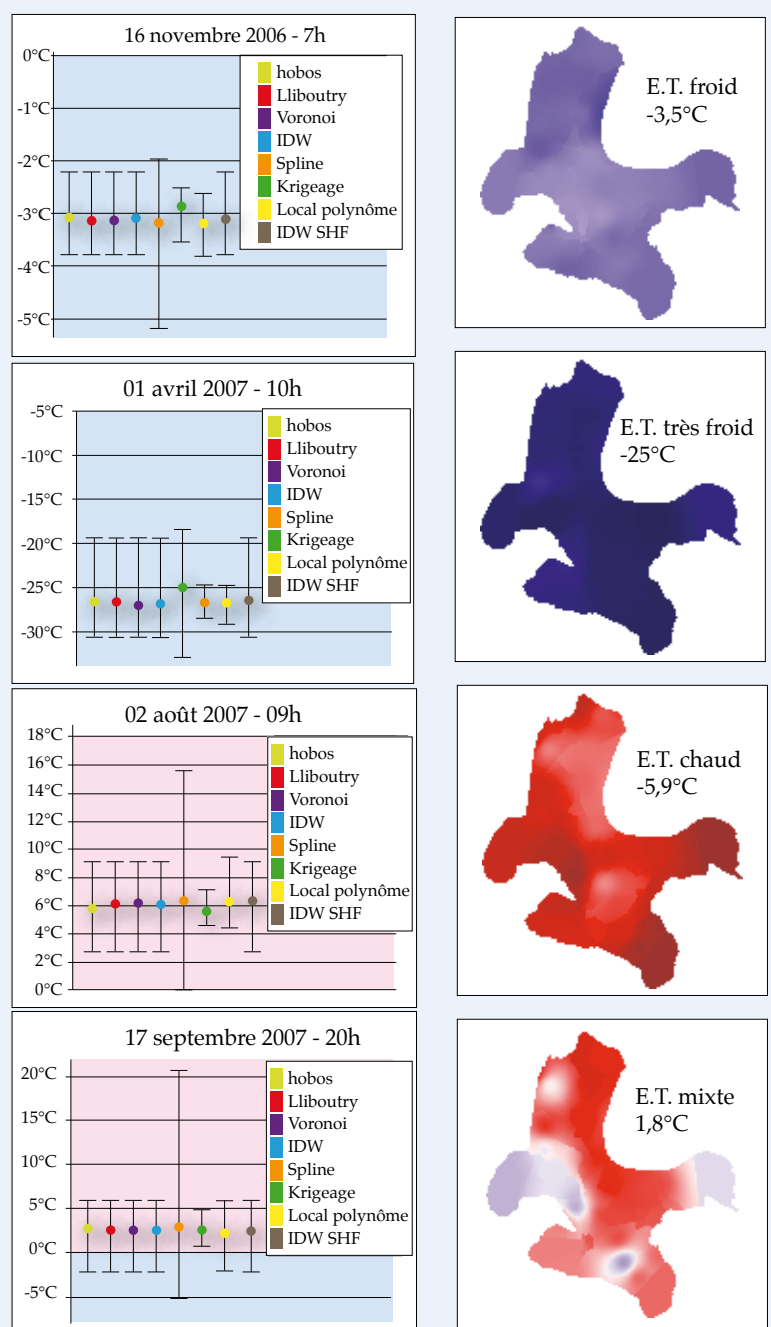 16 novembre 2006 - 7h
0°C
-1°C
-2°C
-3°C
-4°C
-5°C
hobos
Lliboutry
Voronoi
IDW
Spline
Krigeage
Local polynôme
IDW SHF
E.T. froid
-3,5°C
01 avril 2007 - 10h
-5°C
-10°C
-15°C
-20°C
-25°C
-30°C
hobos
Lliboutry
Voronoi
IDW
Spline
Krigeage
Local polynôme
IDW SHF
E.T. très froid
-25°C
02 août 2007 - 09h
18°C
16°C
14°C
12°C
10°C
8°C
6°C
4°C
2°C
0°C
hobos
Lliboutry
Voronoi
IDW
Spline
Krigeage
Local polynôme
IDW SHF
E.T. chaud
-5,9°C
17 septembre 2007 - 20h
20°C
15°C
10°C
5°C
0°C
-5°C
hobos
Lliboutry
Voronoi
IDW
Spline
Krigeage
Local polynôme
IDW SHF
E.T. mixte
1,8°C